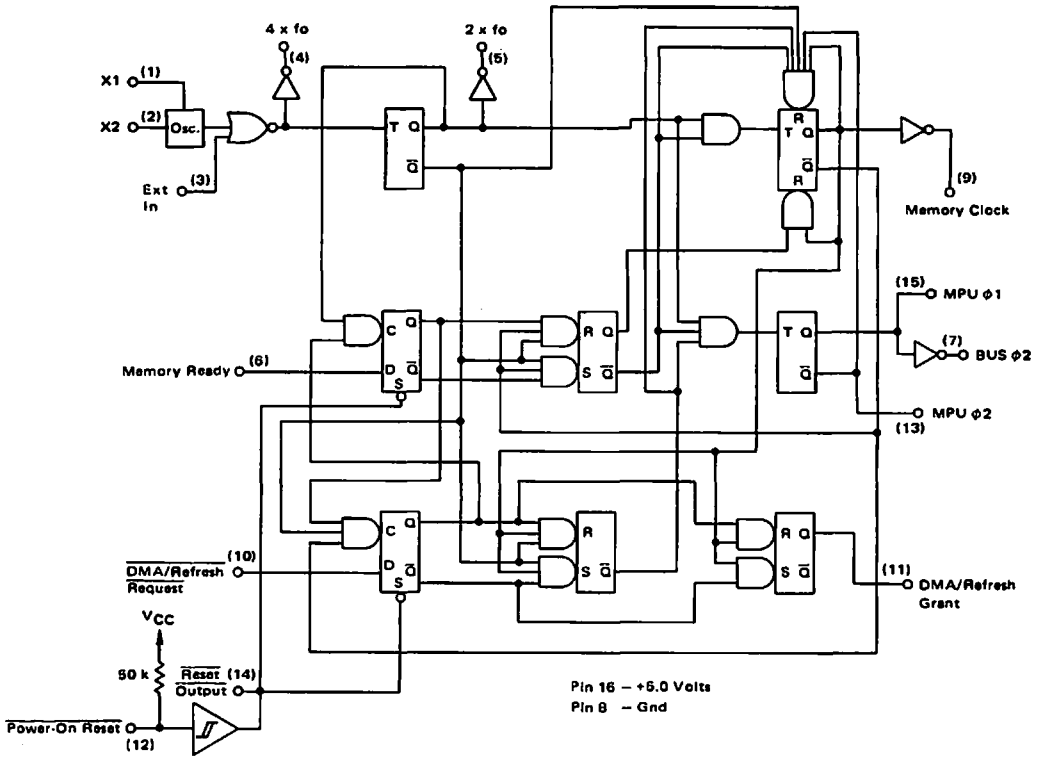 4 x fo
(4)
2 x fo
(5)
X1
(1)
X2
(2)
Osc.
Ext
In
(3)
T Q
Q̅
R
T Q
Q̅
R
(9)
Memory Clock
(15)
MPU ϕ1
(7)
BUS ϕ2
MPU ϕ2
(13)
Memory Ready
(6)
C Q
D
Q̅
S
R Q
S Q̅
T Q
Q̅
C Q
D
Q̅
S
R
S Q̅
R Q
S Q̅
DMA/Refresh
Request
(10)
(11)
DMA/Refresh
Grant
VCC
50 k
Reset
Output
(14)
Power-On Reset
(12)
Pin 16 – +5.0 Volts
Pin 8 – Gnd